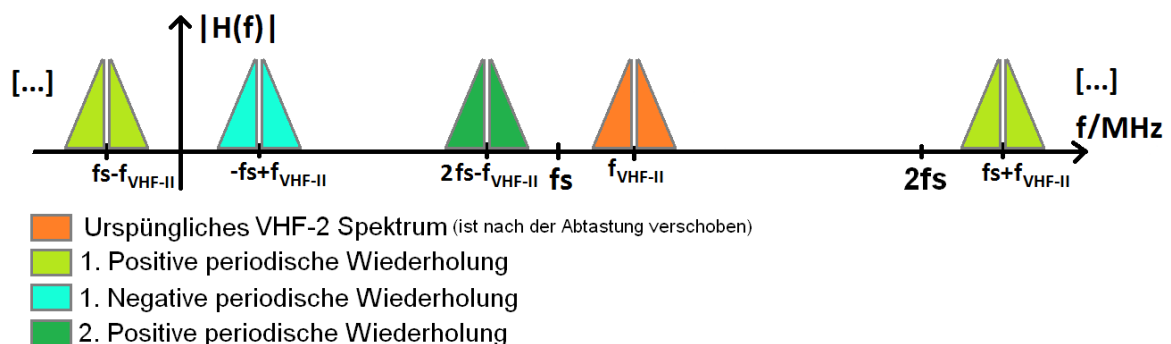 |H(f)|
[...]
[...]
f/MHz
fs-fVHF-II
-fs+fVHF-II
2fs-fVHF-II
fs
fVHF-II
2fs
fs+fVHF-II
Urspüngliches VHF-2 Spektrum (ist nach der Abtastung verschoben)
1. Positive periodische Wiederholung
1. Negative periodische Wiederholung
2. Positive periodische Wiederholung